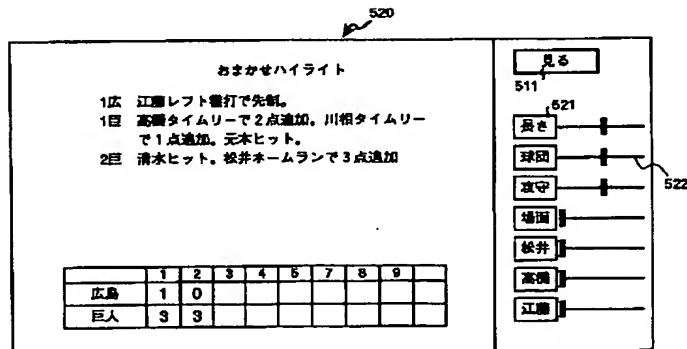 520
おまかせハイライト
1広 江藤レフト犠打で先制。
1巨 高橋タイムリーで2点追加。川相タイムリー
で1点追加。元木ヒット。
2巨 清水ヒット。松井ホームランで3点追加
1 2 3 4 5 7 8 9
広島 1 0
巨人 3 3
見る
511
521
長さ
球団
522
攻守
場面
松井
高橋
江藤